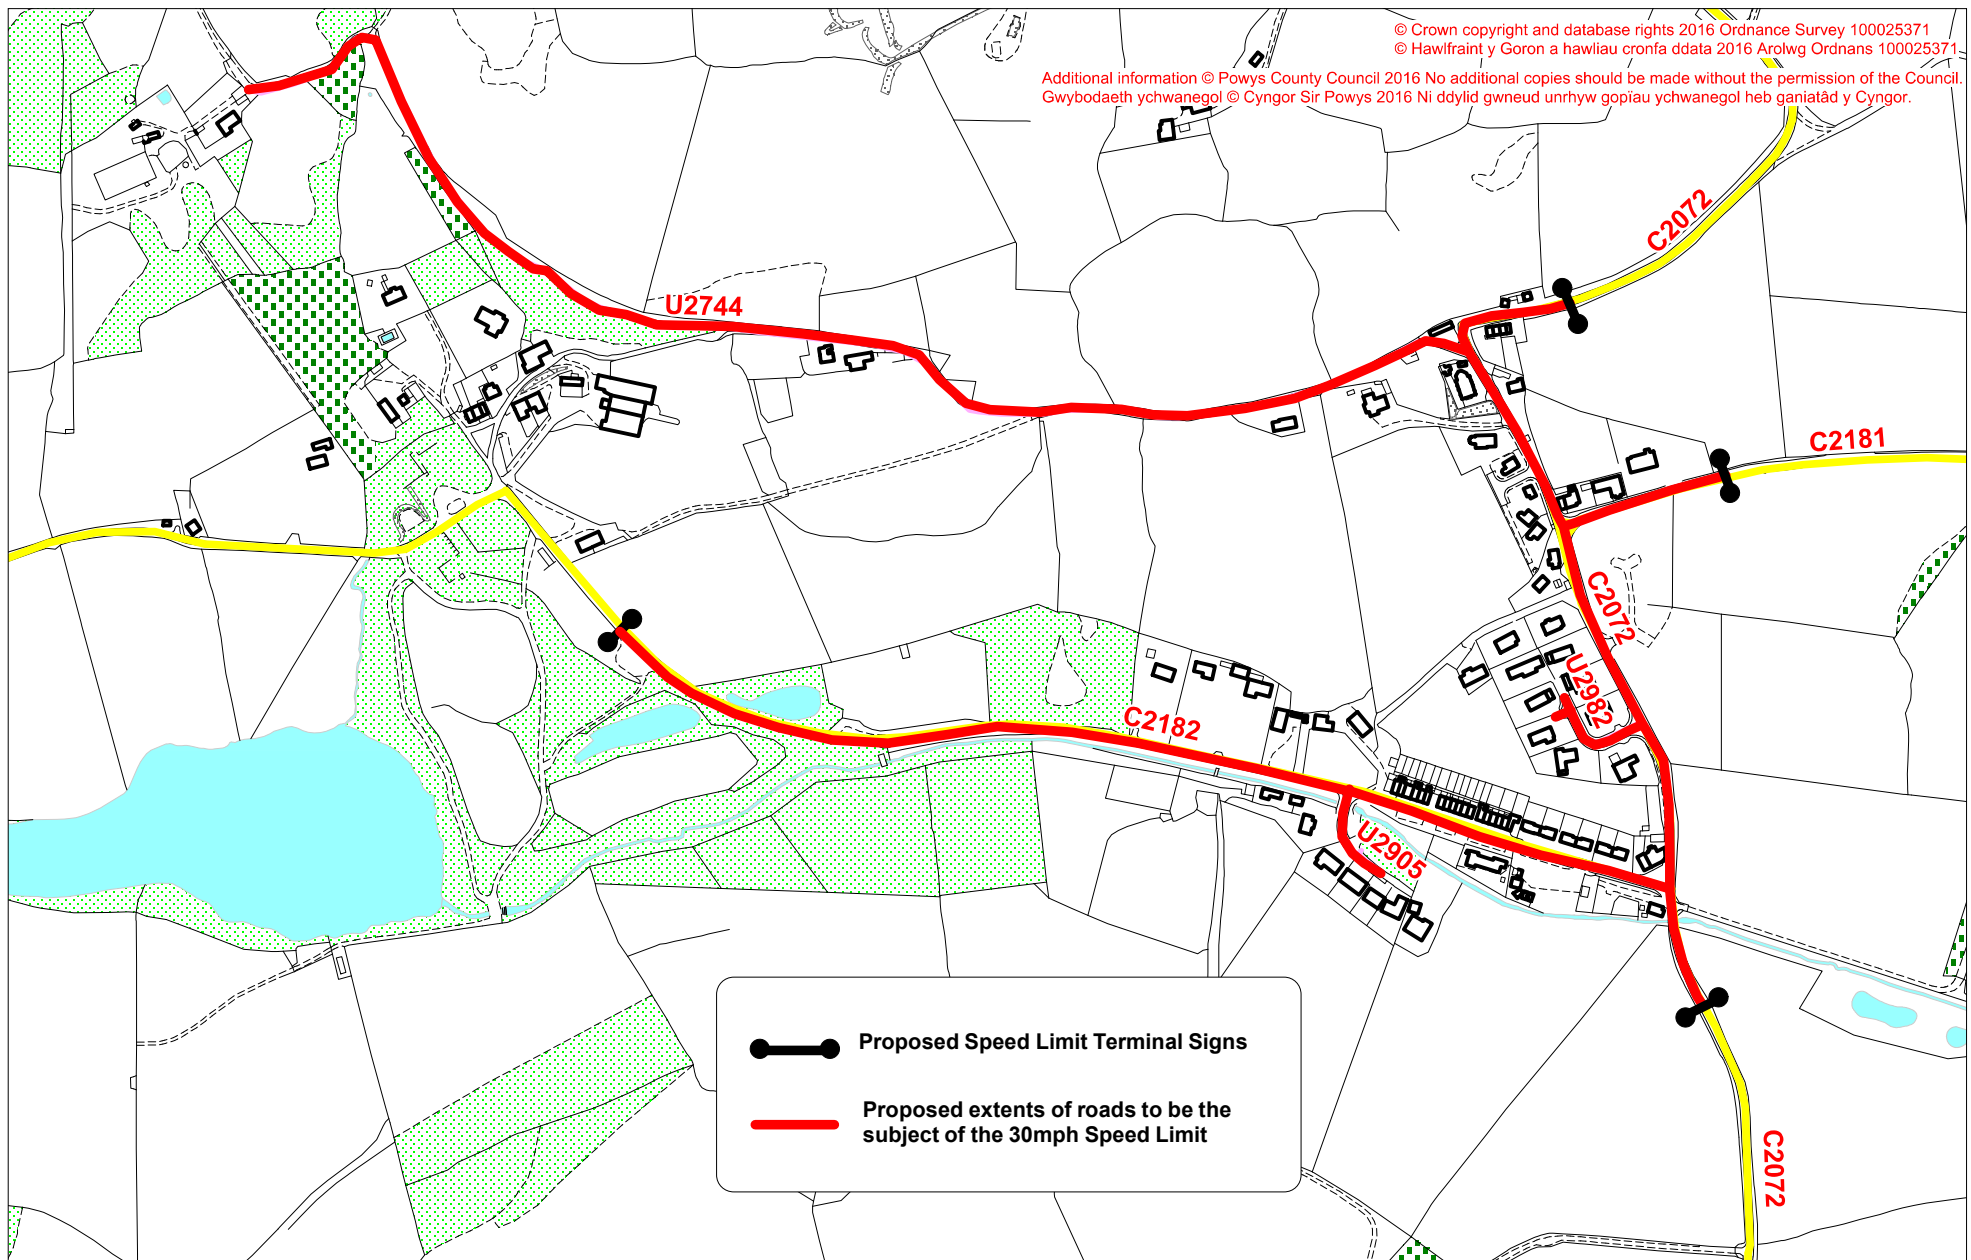 © Crown copyright and database rights 2016 Ordnance Survey 100025371
© Hawlfraint y Goron a hawliau cronfa ddata 2016 Arolwg Ordnans 100025371
Additional information © Powys County Council 2016 No additional copies should be made without the permission of the Council.
Gwybodaeth ychwanegol © Cyngor Sir Powys 2016 Ni ddylid gwneud unrhyw gopïau ychwanegol heb ganiatâd y Cyngor.
C2072
U2744
C2181
C2072
U2982
C2182
U2905
Proposed Speed Limit Terminal Signs
Proposed extents of roads to be the
subject of the 30mph Speed Limit
C2072